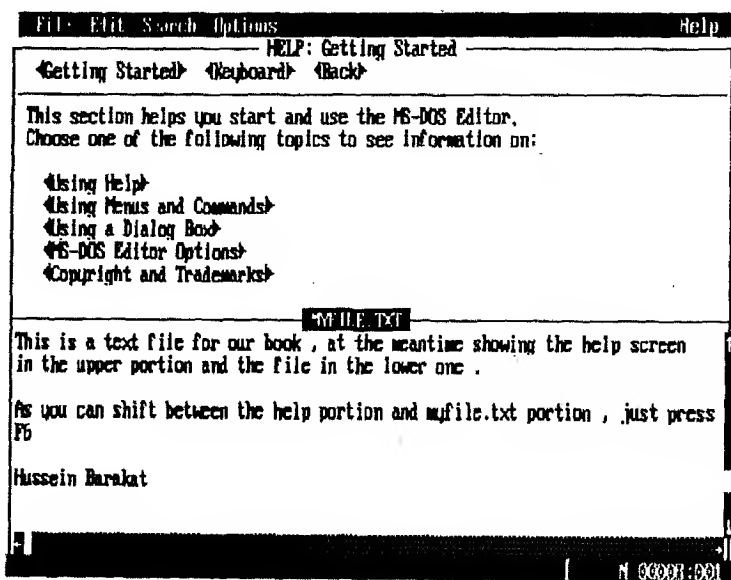 File Edit Search Options Help
HELP: Getting Started
◄Getting Started► ◄Keyboard► ◄Back►
This section helps you start and use the MS-DOS Editor.
Choose one of the following topics to see information on:
◄Using Help►
◄Using Menus and Commands►
◄Using a Dialog Box►
◄MS-DOS Editor Options►
◄Copyright and Trademarks►
MYFILE.TXT
This is a text file for our book , at the meantime showing the help screen
in the upper portion and the file in the lower one .
As you can shift between the help portion and myfile.txt portion , just press
F6
Hussein Barakat
N 00008:001